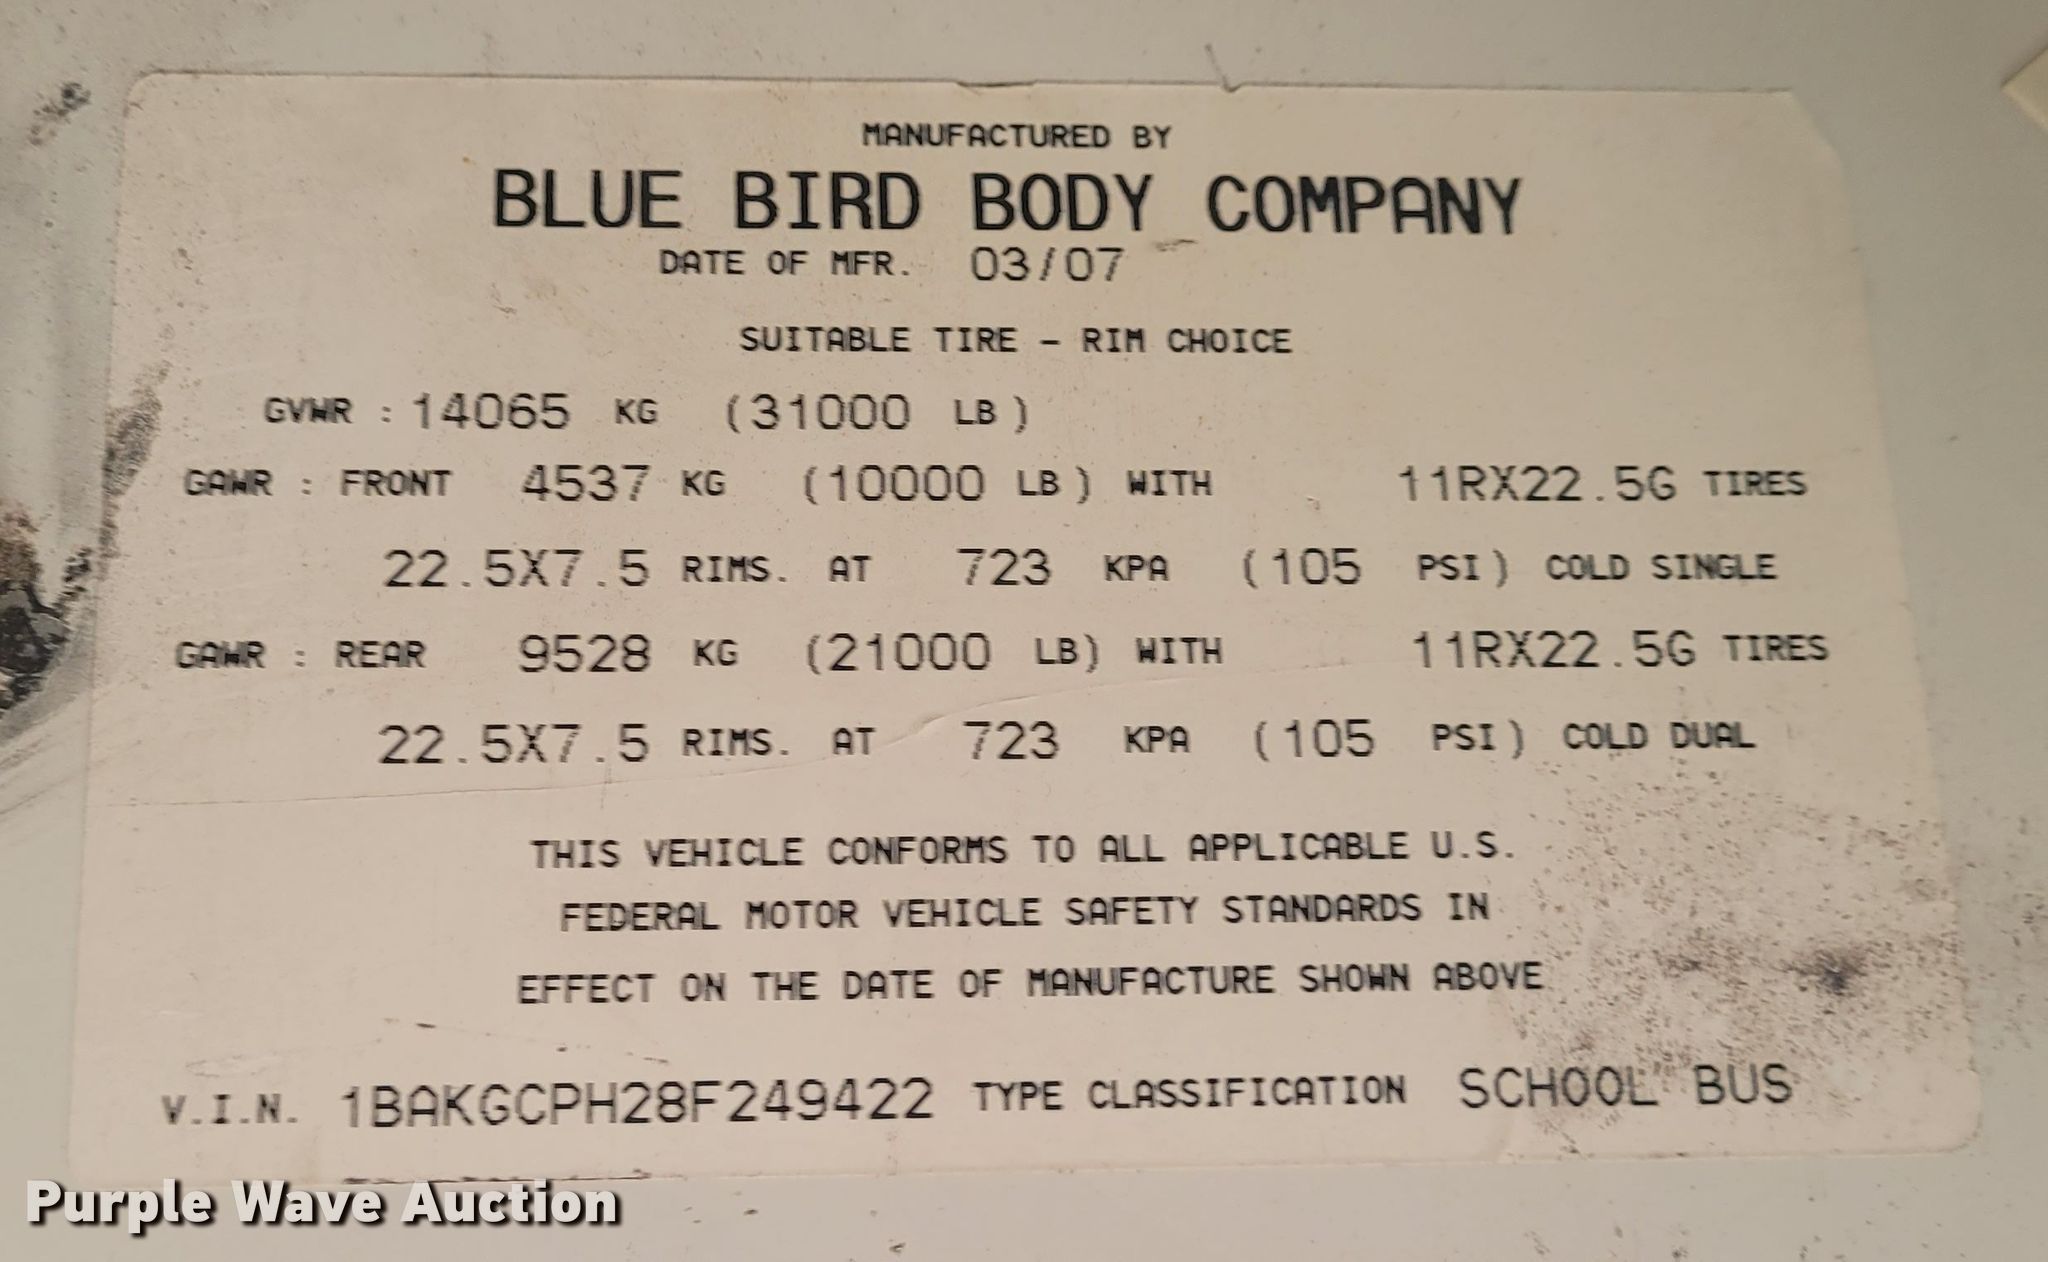 MANUFACTURED BY
BLUE BIRD BODY COMPANY
DATE OF MFR. 03/07
SUITABLE TIRE – RIM CHOICE
GVWR : 14065 KG (31000 LB)
GAWR : FRONT 4537 KG (10000 LB) WITH 11RX22.5G TIRES
22.5X7.5 RIMS. AT 723 KPA (105 PSI) COLD SINGLE
GAWR : REAR 9528 KG (21000 LB) WITH 11RX22.5G TIRES
22.5X7.5 RIMS. AT 723 KPA (105 PSI) COLD DUAL
THIS VEHICLE CONFORMS TO ALL APPLICABLE U.S.
FEDERAL MOTOR VEHICLE SAFETY STANDARDS IN
EFFECT ON THE DATE OF MANUFACTURE SHOWN ABOVE
V.I.N. 1BAKGCPH28F249422 TYPE CLASSIFICATION SCHOOL BUS
Purple Wave Auction